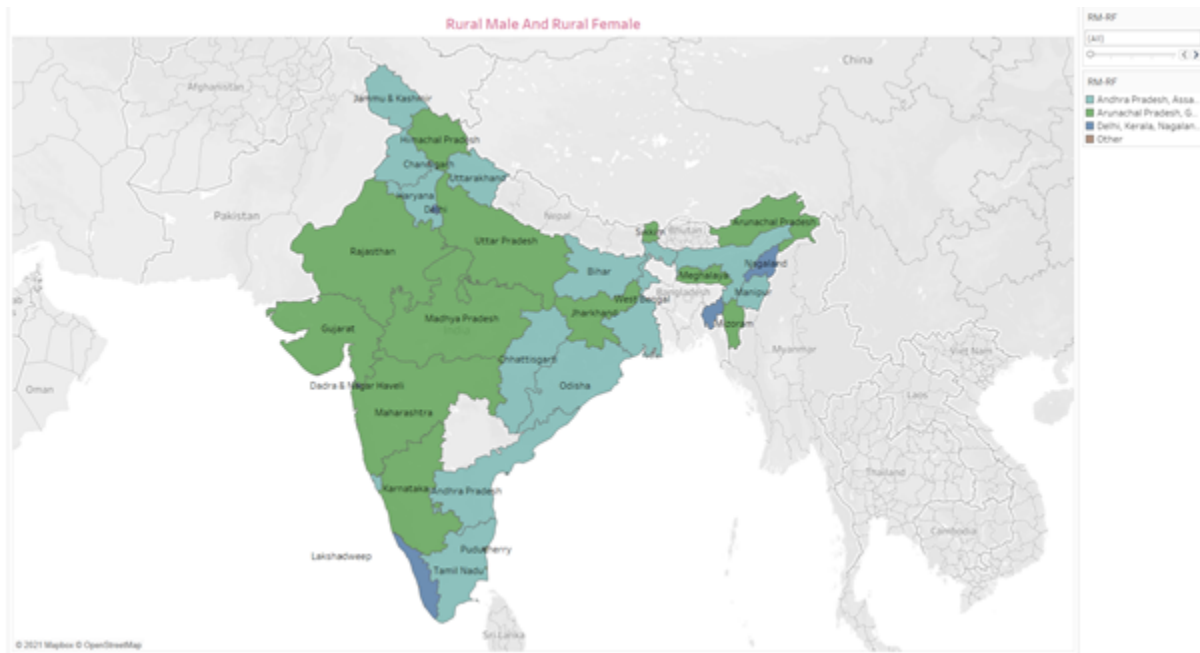 Rural Male And Rural Female
RM-RF
(All)
RM-RF
Andhra Pradesh, Assa..
Arunachal Pradesh, G..
Delhi, Kerala, Nagalan..
Other
China
Afghanistan
Jammu & Kashmir
Himachal Pradesh
Chandigarh
Uttarakhand
Haryana
Delhi
Pakistan
Nepal
Sikkim
Bhutan
Arunachal Pradesh
Rajasthan
Uttar Pradesh
Nagaland
Bihar
Meghalaya
Bangladesh
Manipur
West Bengal
Jharkhand
Madhya Pradesh
India
Mizoram
Gujarat
Myanmar
Viet Nam
Chhattisgarh
Oman
Dadra & Nagar Haveli
Odisha
Laos
Maharashtra
Thailand
Karnataka
Andhra Pradesh
Cambodia
Lakshadweep
Puducherry
Tamil Nadu"
Sri Lanka
© 2021 Mapbox © OpenStreetMap